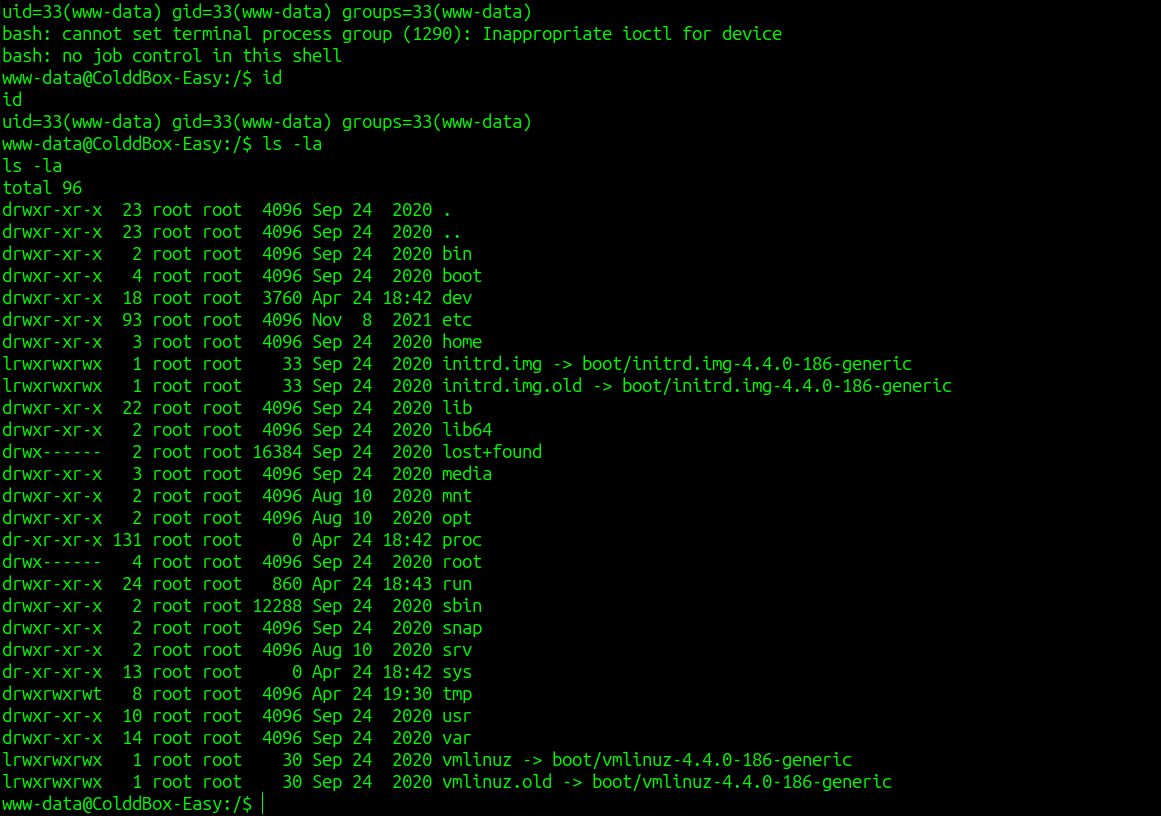 uid=33(www-data) gid=33(www-data) groups=33(www-data)
bash: cannot set terminal process group (1290): Inappropriate ioctl for device
bash: no job control in this shell
www-data@ColddBox-Easy:/$ id
id
uid=33(www-data) gid=33(www-data) groups=33(www-data)
www-data@ColddBox-Easy:/$ ls -la
ls -la
total 96
drwxr-xr-x  23 root root  4096 Sep 24  2020 .
drwxr-xr-x  23 root root  4096 Sep 24  2020 ..
drwxr-xr-x   2 root root  4096 Sep 24  2020 bin
drwxr-xr-x   4 root root  4096 Sep 24  2020 boot
drwxr-xr-x  18 root root  3760 Apr 24 18:42 dev
drwxr-xr-x  93 root root  4096 Nov  8  2021 etc
drwxr-xr-x   3 root root  4096 Sep 24  2020 home
lrwxrwxrwx   1 root root    33 Sep 24  2020 initrd.img -> boot/initrd.img-4.4.0-186-generic
lrwxrwxrwx   1 root root    33 Sep 24  2020 initrd.img.old -> boot/initrd.img-4.4.0-186-generic
drwxr-xr-x  22 root root  4096 Sep 24  2020 lib
drwxr-xr-x   2 root root  4096 Sep 24  2020 lib64
drwx------   2 root root 16384 Sep 24  2020 lost+found
drwxr-xr-x   3 root root  4096 Sep 24  2020 media
drwxr-xr-x   2 root root  4096 Aug 10  2020 mnt
drwxr-xr-x   2 root root  4096 Aug 10  2020 opt
dr-xr-xr-x 131 root root     0 Apr 24 18:42 proc
drwx------   4 root root  4096 Sep 24  2020 root
drwxr-xr-x  24 root root   860 Apr 24 18:43 run
drwxr-xr-x   2 root root 12288 Sep 24  2020 sbin
drwxr-xr-x   2 root root  4096 Sep 24  2020 snap
drwxr-xr-x   2 root root  4096 Aug 10  2020 srv
dr-xr-xr-x  13 root root     0 Apr 24 18:42 sys
drwxrwxrwt   8 root root  4096 Apr 24 19:30 tmp
drwxr-xr-x  10 root root  4096 Sep 24  2020 usr
drwxr-xr-x  14 root root  4096 Sep 24  2020 var
lrwxrwxrwx   1 root root    30 Sep 24  2020 vmlinuz -> boot/vmlinuz-4.4.0-186-generic
lrwxrwxrwx   1 root root    30 Sep 24  2020 vmlinuz.old -> boot/vmlinuz-4.4.0-186-generic
www-data@ColddBox-Easy:/$